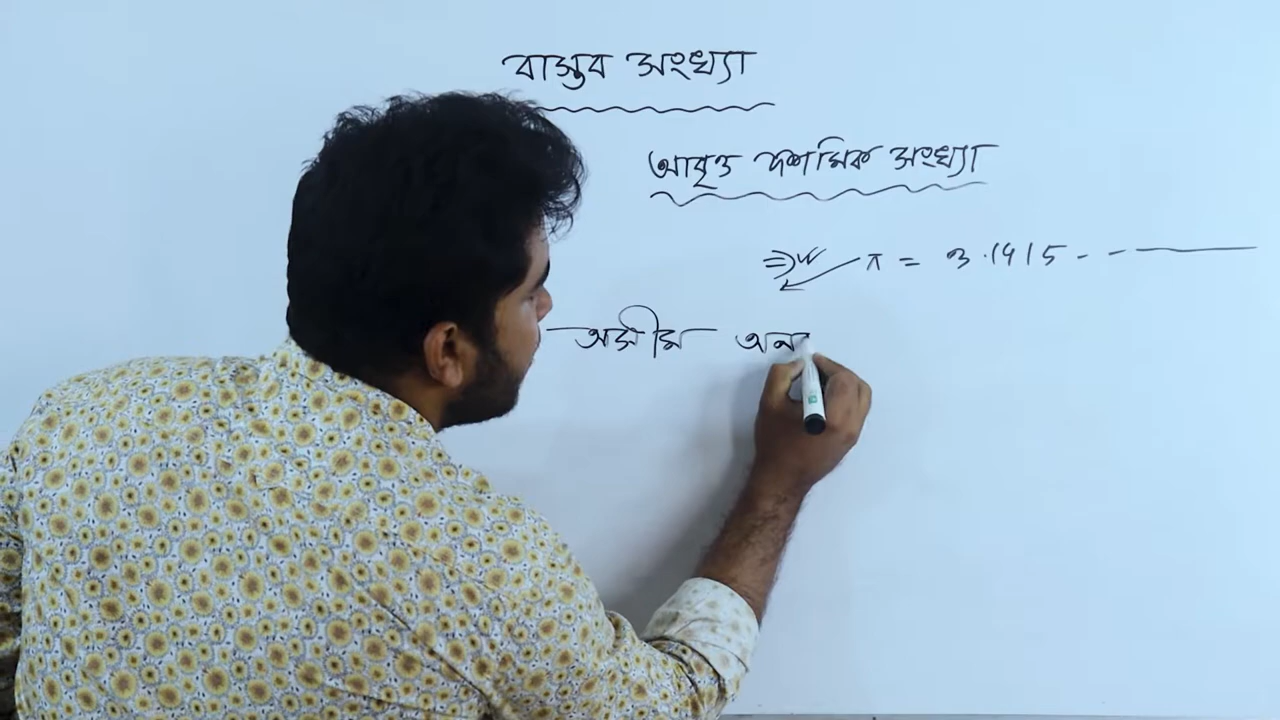 বাস্তব সংখ্যা
আবৃত্ত দশমিক সংখ্যা
π = 3.1415
অসীম অন